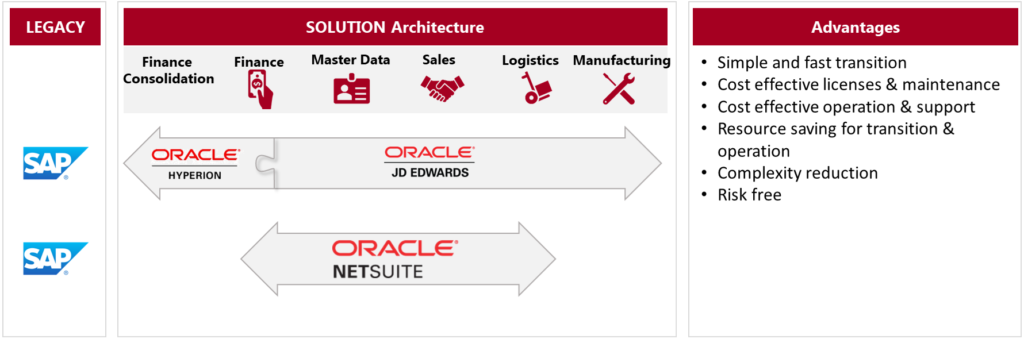 LEGACY
SAP®
SAP®
SOLUTION Architecture
Finance
Consolidation
Finance
Master Data
Sales
Logistics
Manufacturing
$
ORACLE®
HYPERION
ORACLE®
JD EDWARDS
ORACLE®
NETSUITE
Advantages
• Simple and fast transition
• Cost effective licenses & maintenance
• Cost effective operation & support
• Resource saving for transition &
operation
• Complexity reduction
• Risk free